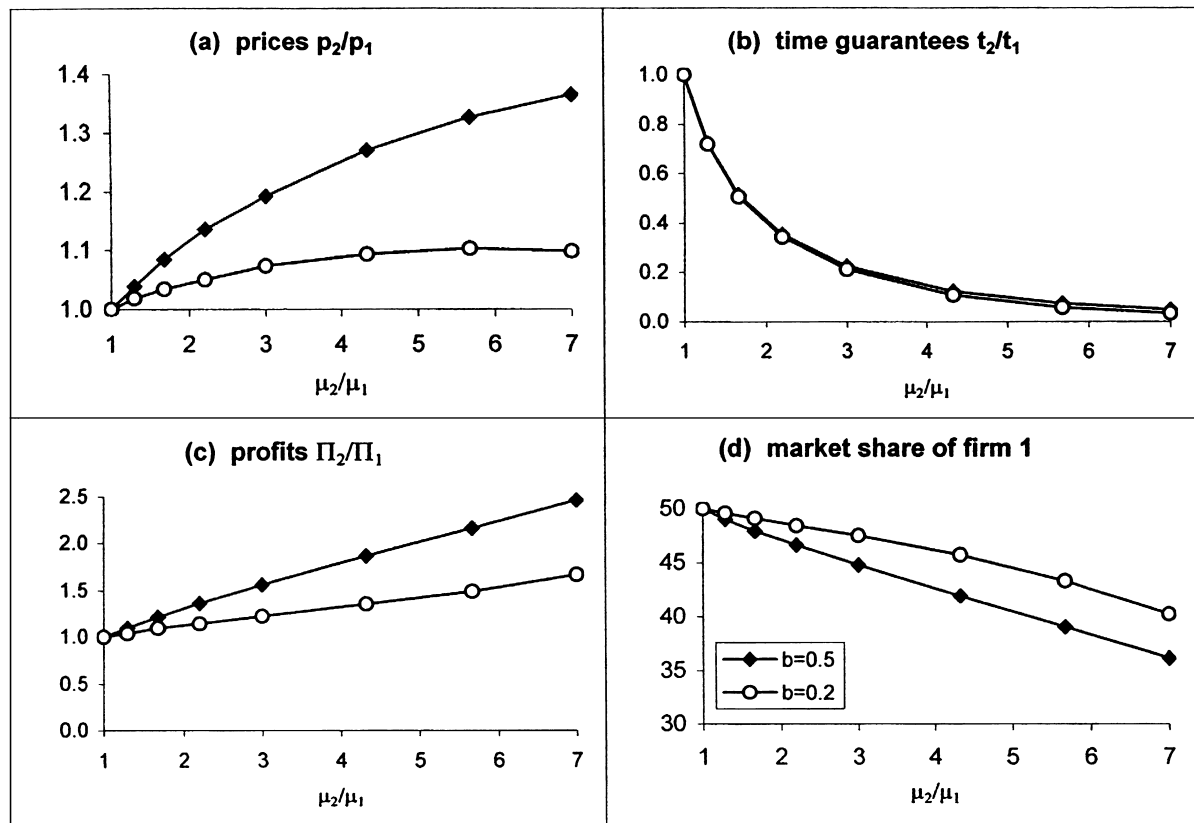 (a) prices p₂/p₁
1.4
1.3
1.2
1.1
1.0
1 2 3 4 5 6 7
μ₂/μ₁
(b) time guarantees t₂/t₁
1.0
0.8
0.6
0.4
0.2
0.0
1 2 3 4 5 6 7
μ₂/μ₁
(c) profits Π₂/Π₁
2.5
2.0
1.5
1.0
0.5
0.0
1 2 3 4 5 6 7
μ₂/μ₁
(d) market share of firm 1
50
45
40
35
30
b=0.5
b=0.2
1 2 3 4 5 6 7
μ₂/μ₁